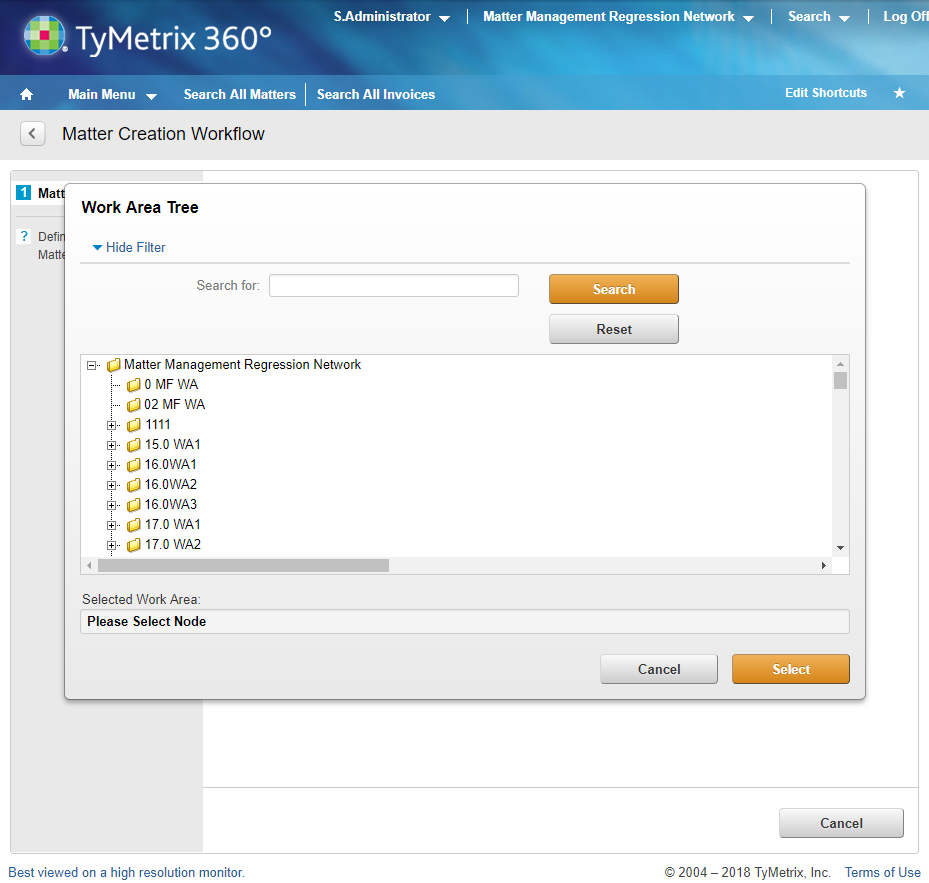 S.Administrator Matter Management Regression Network Search Log Off
TyMetrix 360°
Main Menu Search All Matters Search All Invoices Edit Shortcuts
Matter Creation Workflow
1 Matt
? Defin
Matte
Work Area Tree
Hide Filter
Search for:
Search
Reset
Matter Management Regression Network
0 MF WA
02 MF WA
1111
15.0 WA1
16.0WA1
16.0WA2
16.0WA3
17.0 WA1
17.0 WA2
Selected Work Area:
Please Select Node
Cancel Select
Cancel
Best viewed on a high resolution monitor. © 2004 – 2018 TyMetrix, Inc. Terms of Use